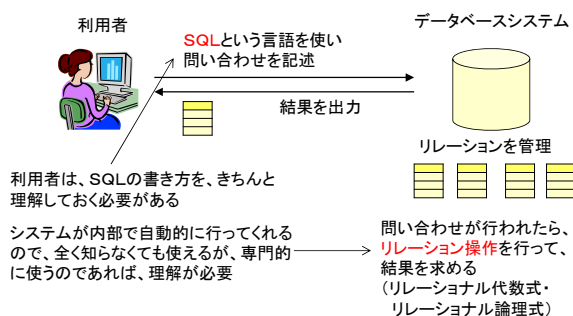 利用者
データベースシステム
SQLという言語を使い
問い合わせを記述
結果を出力
リレーションを管理
利用者は、SQLの書き方を、きちんと
理解しておく必要がある
システムが内部で自動的に行ってくれる
ので、全く知らなくても使えるが、専門的
に使うのであれば、理解が必要
問い合わせが行われたら、
リレーション操作を行って、
結果を求める
（リレーショナル代数式・
リレーショナル論理式）